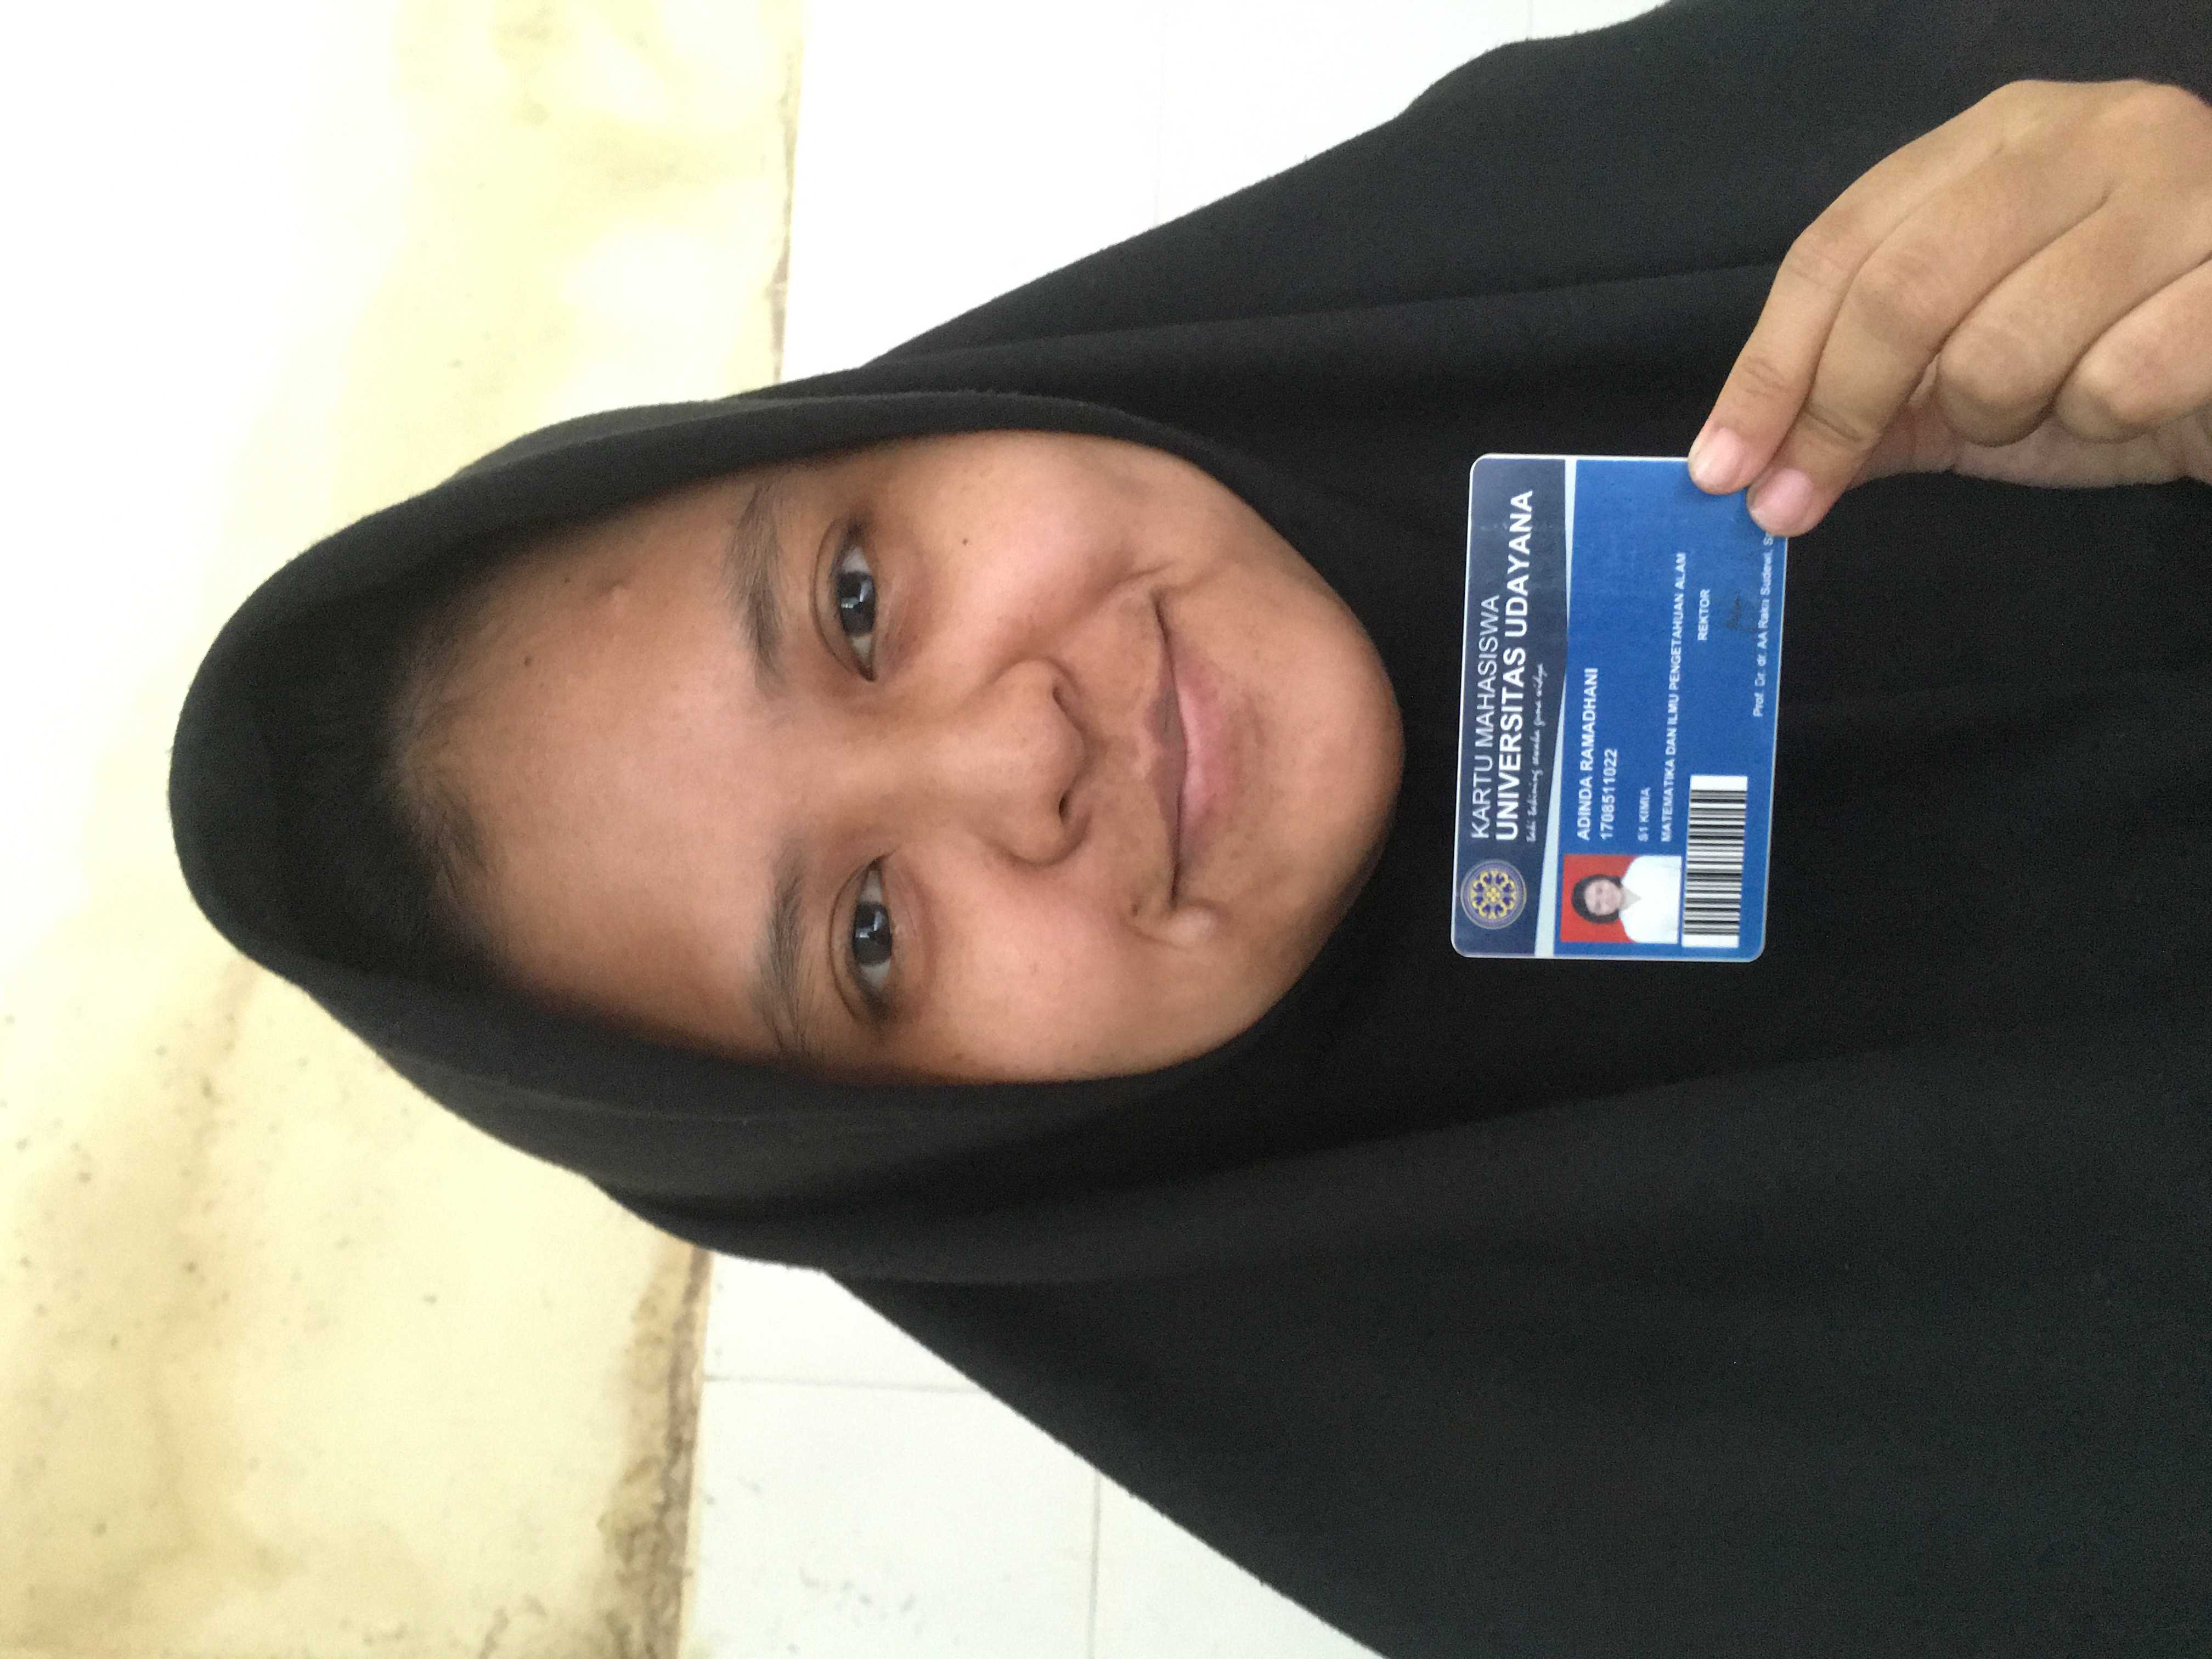 KARTU MAHASISWA
UNIVERSITAS UDAYANA
ADINDA RAMADHANI
1708511022
S1 KIMIA
MATEMATIKA DAN ILMU PENGETAHUAN ALAM
REKTOR
Prof. Dr. dr. AA Raka Sudewi,